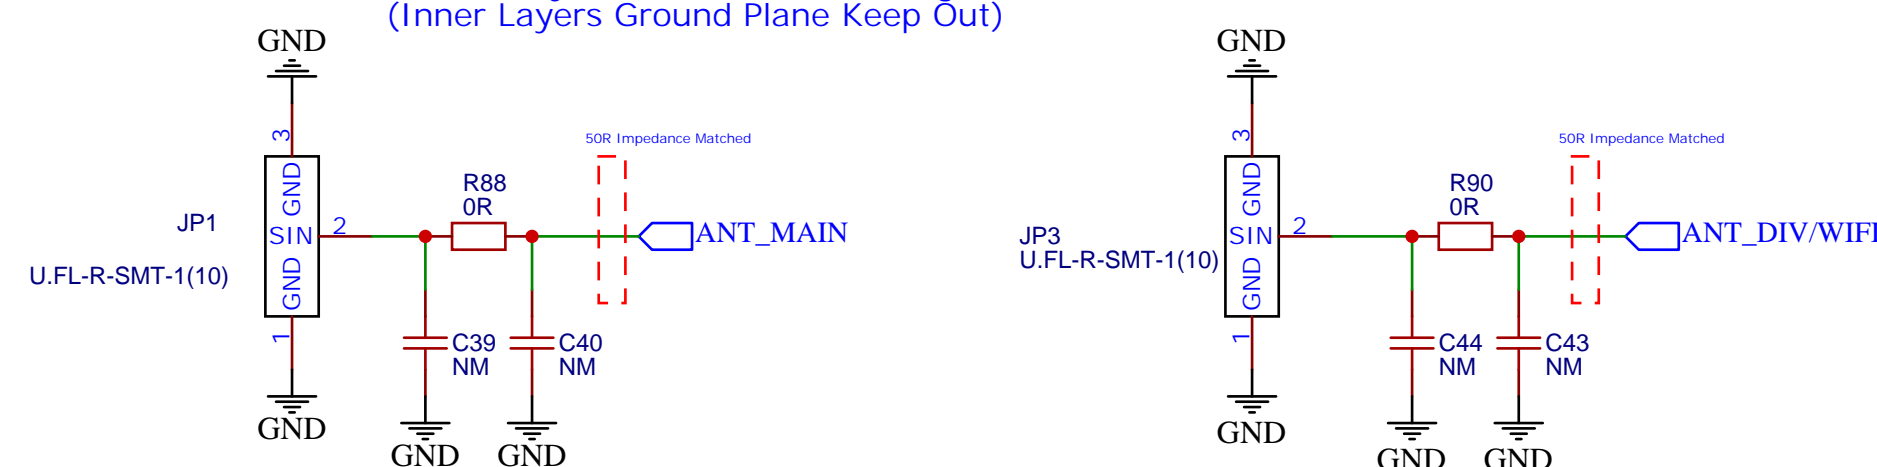 (Inner Layers Ground Plane Keep Out)
GND
3
GND
SIN
GND
1
GND
JP1
U.FL-R-SMT-1(10)
2
R88
0R
50R Impedance Matched
ANT_MAIN
C39
NM
C40
NM
GND
GND
GND
3
GND
SIN
GND
1
GND
JP3
U.FL-R-SMT-1(10)
2
R90
0R
50R Impedance Matched
ANT_DIV/WIFI
C44
NM
C43
NM
GND
GND